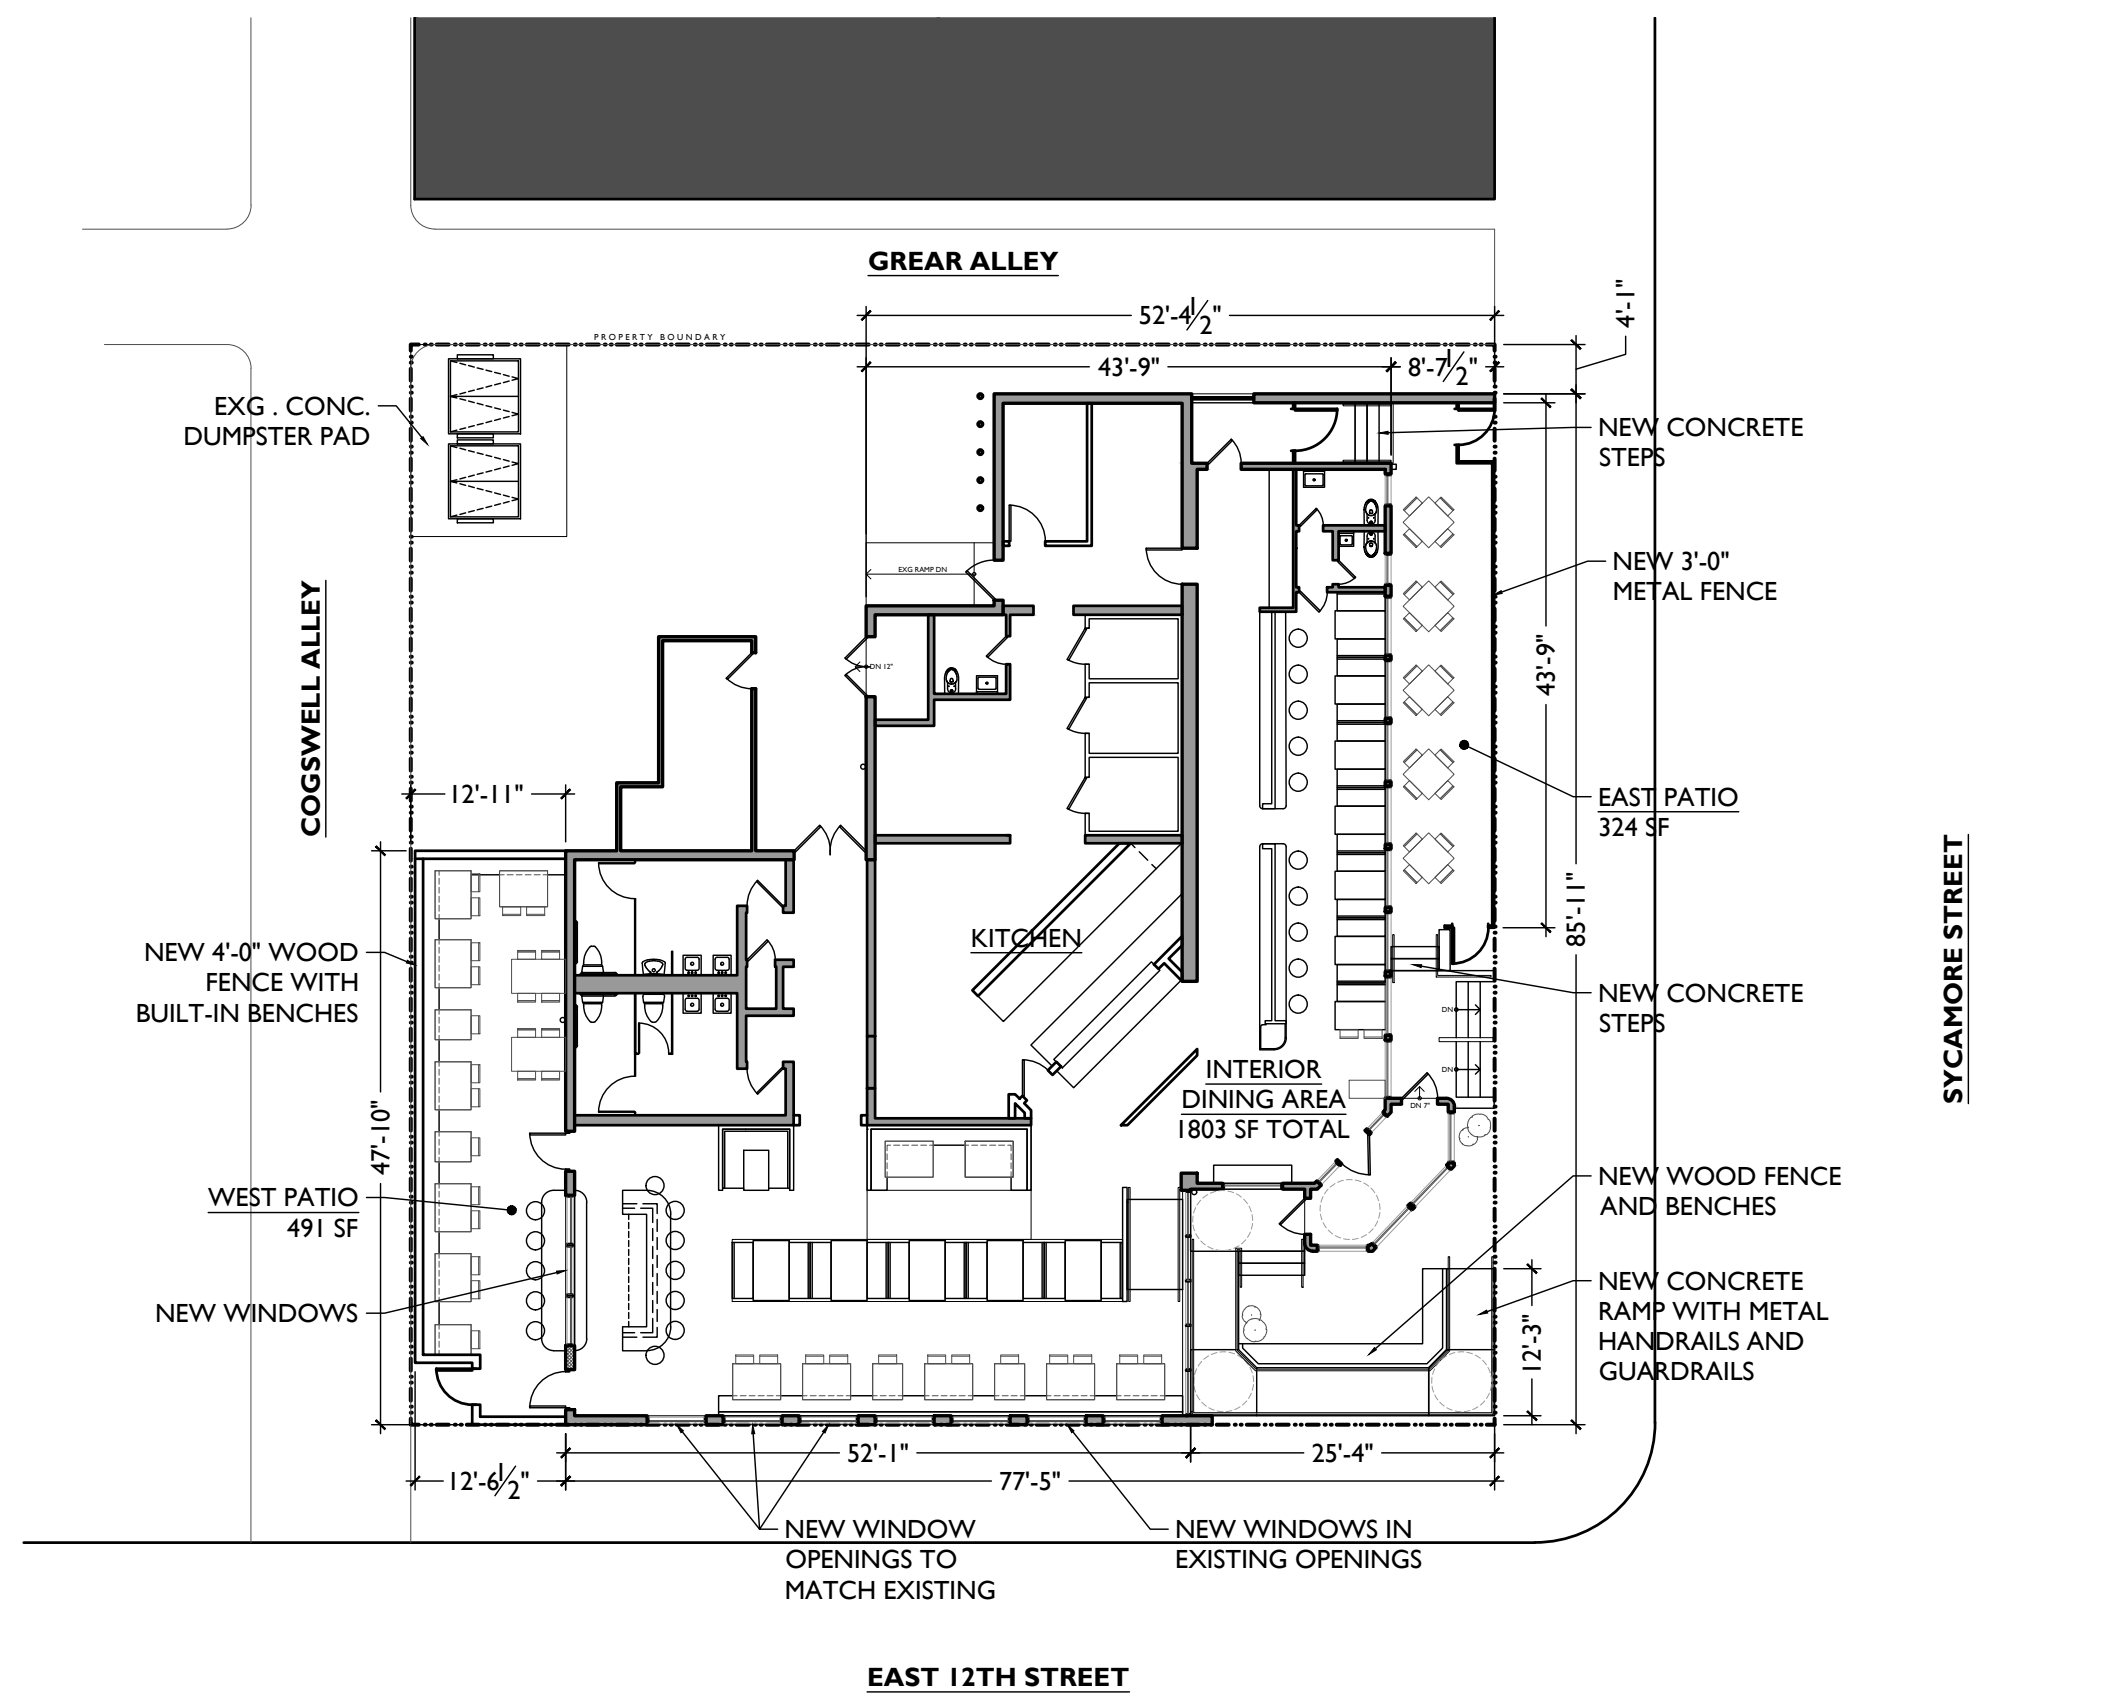 GREAR ALLEY
4'-1"
52'-4 1/2"
PROPERTY BOUNDARY
43'-9"
8'-7 1/2"
EXG . CONC.
DUMPSTER PAD
NEW CONCRETE
STEPS
EXG RAMP DN
NEW 3'-0"
METAL FENCE
COGSWELL ALLEY
DN 12"
43'-9"
12'-11"
EAST PATIO
324 SF
85'-11"
SYCAMORE STREET
KITCHEN
NEW 4'-0" WOOD
FENCE WITH
BUILT-IN BENCHES
NEW CONCRETE
STEPS
DN
DN
INTERIOR
DINING AREA
1803 SF TOTAL
DN 7"
47'-10"
WEST PATIO
491 SF
NEW WOOD FENCE
AND BENCHES
NEW WINDOWS
NEW CONCRETE
RAMP WITH METAL
HANDRAILS AND
GUARDRAILS
12'-3"
52'-1"
25'-4"
12'-6 1/2"
77'-5"
NEW WINDOW
OPENINGS TO
MATCH EXISTING
NEW WINDOWS IN
EXISTING OPENINGS
EAST 12TH STREET